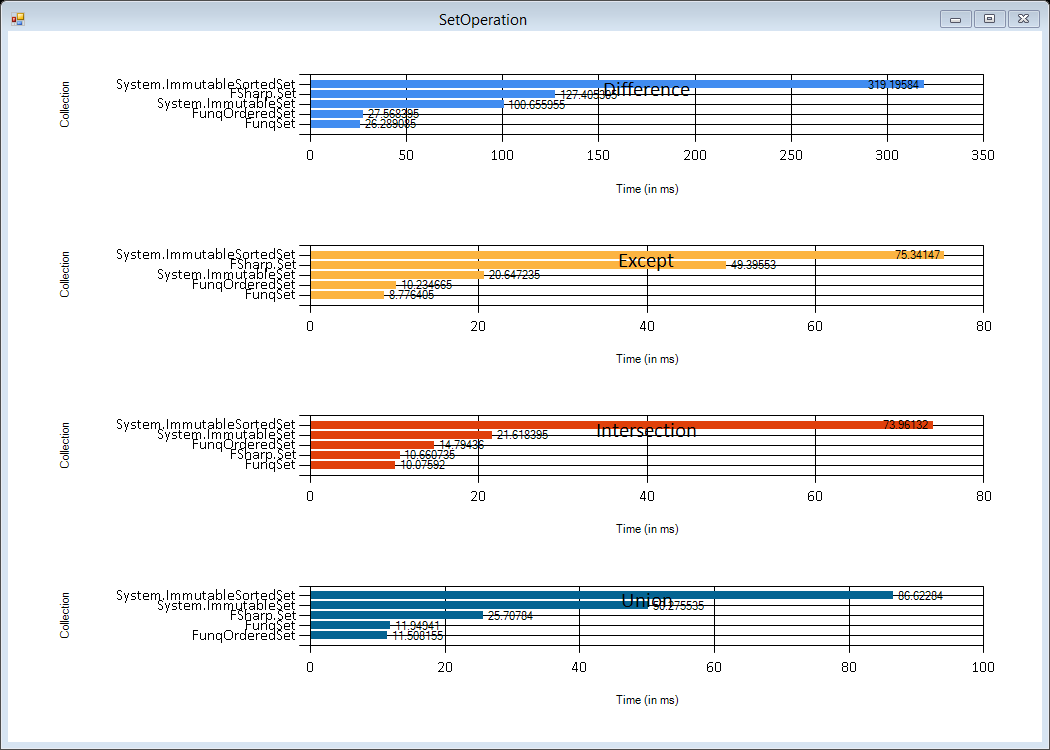 SetOperation
Difference
Collection
System.ImmutableSortedSet 319.19584
FSharp.Set 127.405305
System.ImmutableSet 100.655955
FunqOrderedSet 27.568395
FunqSet 26.289085
0 50 100 150 200 250 300 350
Time (in ms)
Except
Collection
System.ImmutableSortedSet 75.34147
FSharp.Set 49.39553
System.ImmutableSet 20.647235
FunqOrderedSet 10.234665
FunqSet 8.776405
0 20 40 60 80
Time (in ms)
Intersection
Collection
System.ImmutableSortedSet 73.96132
System.ImmutableSet 21.618395
FunqOrderedSet 14.79436
FSharp.Set 10.660735
FunqSet 10.07592
0 20 40 60 80
Time (in ms)
Union
Collection
System.ImmutableSortedSet 86.62284
System.ImmutableSet 50.275535
FSharp.Set 25.70784
FunqSet 11.94941
FunqOrderedSet 11.508155
0 20 40 60 80 100
Time (in ms)